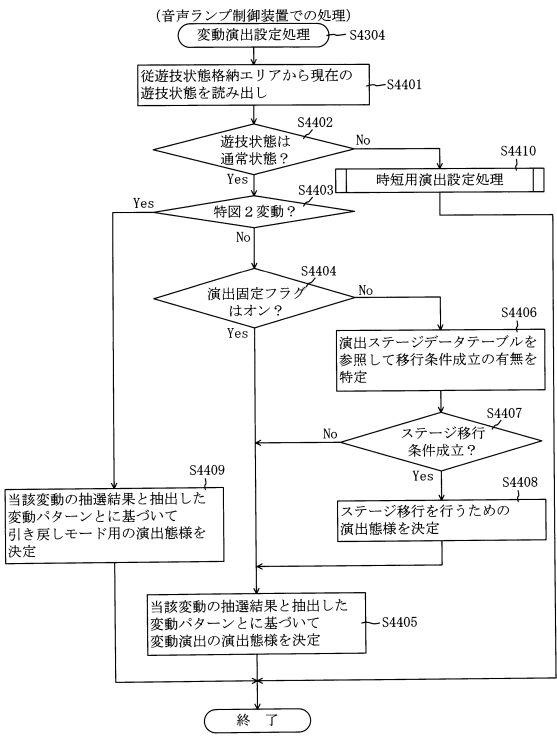 (音声ランプ制御装置での処理)
変動演出設定処理
S4304
従遊技状態格納エリアから現在の
遊技状態を読み出し
S4401
S4402
遊技状態は
通常状態？
No
Yes
S4410
時短用演出設定処理
S4403
特図２変動？
Yes
No
S4404
演出固定フラグ
はオン？
No
Yes
S4406
演出ステージデータテーブルを
参照して移行条件成立の有無を
特定
S4407
ステージ移行
条件成立？
No
Yes
S4408
ステージ移行を行うための
演出態様を決定
S4409
当該変動の抽選結果と抽出した
変動パターンとに基づいて
引き戻しモード用の演出態様を
決定
当該変動の抽選結果と抽出した
変動パターンとに基づいて
変動演出の演出態様を決定
S4405
終　了